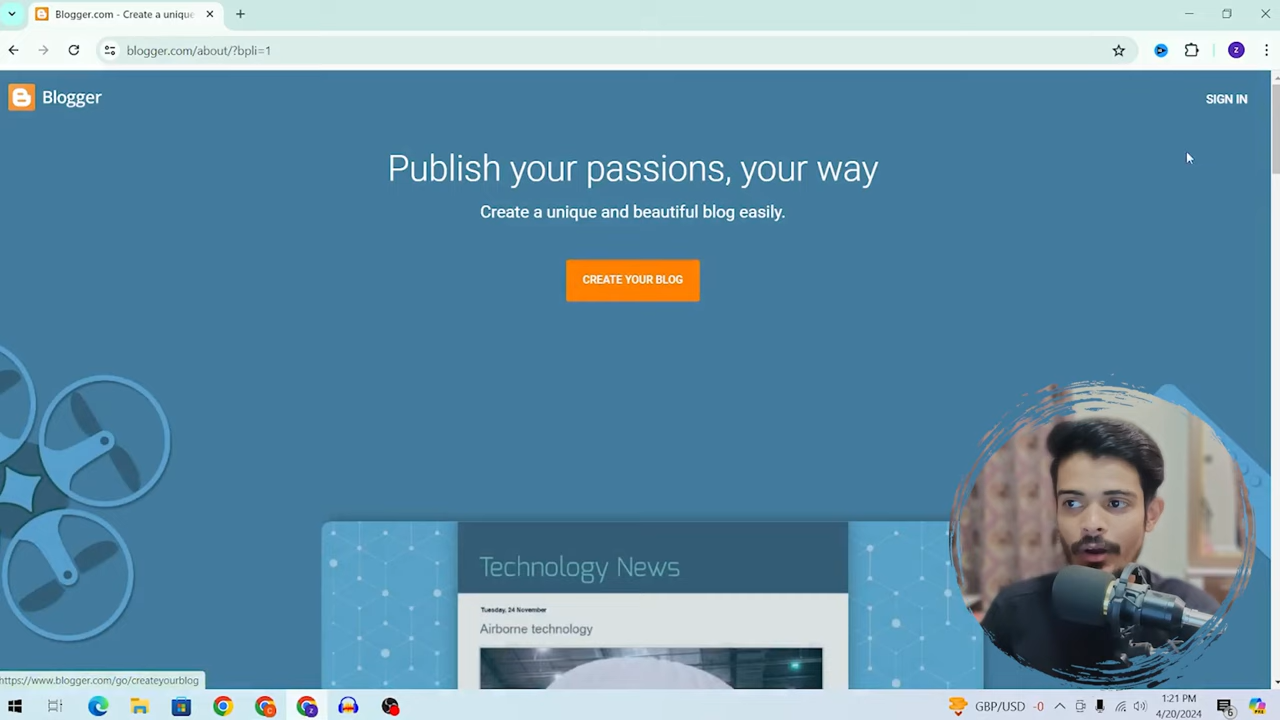 Blogger.com - Create a unique
blogger.com/about/?bpli=1
Z
Blogger
SIGN IN
Publish your passions, your way
Create a unique and beautiful blog easily.
CREATE YOUR BLOG
Technology News
Tuesday, 24 November
Airborne technology
https://www.blogger.com/go/createyourblog
GBP/USD -0
1:21 PM
4/20/2024
6